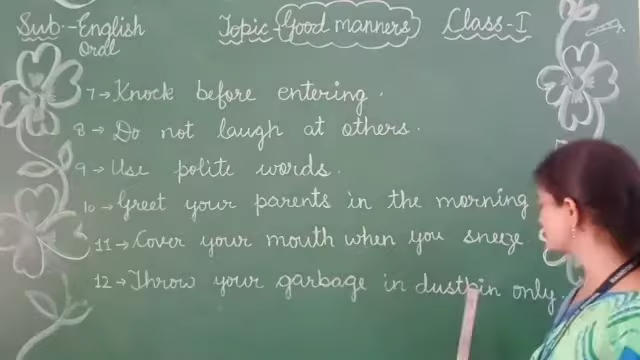 Sub:- English Oral
Topic - Good manners
Class - I
7→ Knock before entering.
8→ Do not laugh at others.
9→ Use polite words.
10→ Greet your parents in the morning
11→ Cover your mouth when you sneeze
12→ Throw your garbage in dustbin only.